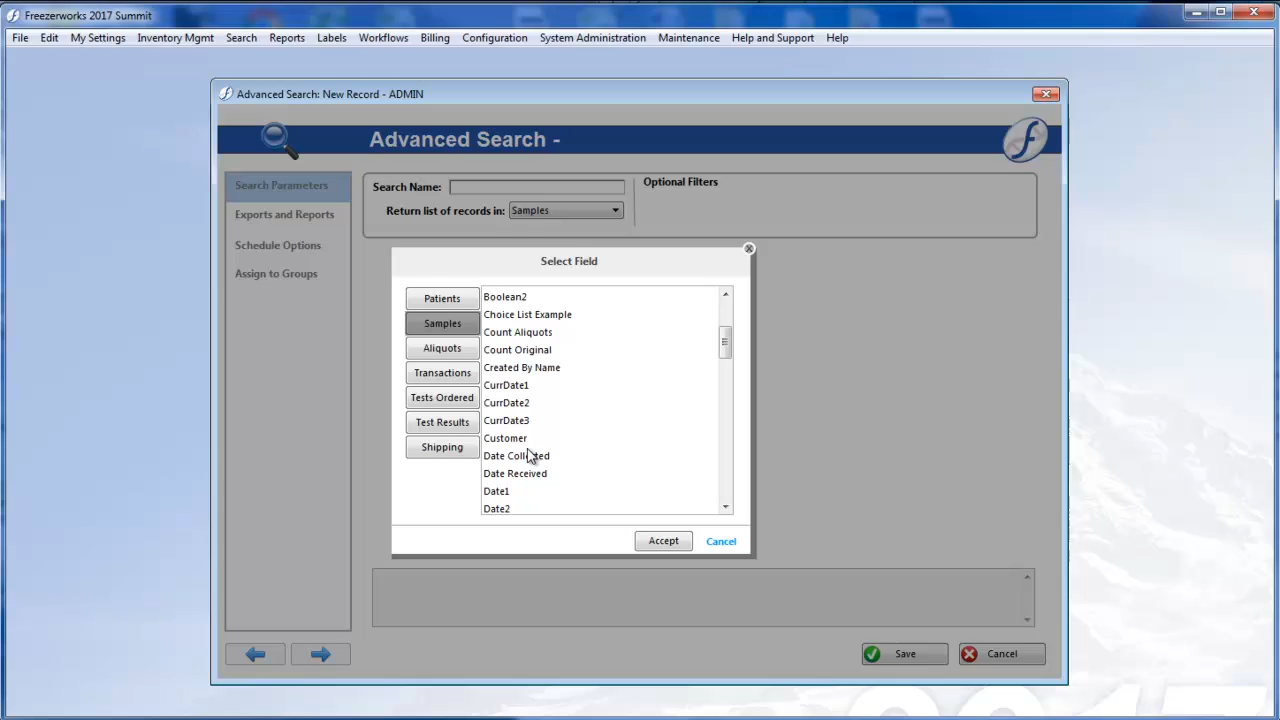 Freezerworks 2017 Summit
File Edit My Settings Inventory Mgmt Search Reports Labels Workflows Billing Configuration System Administration Maintenance Help and Support Help
Advanced Search: New Record - ADMIN
Advanced Search -
Search Parameters
Exports and Reports
Schedule Options
Assign to Groups
Search Name:
Return list of records in: Samples
Optional Filters
Select Field
Patients
Samples
Aliquots
Transactions
Tests Ordered
Test Results
Shipping
Boolean2
Choice List Example
Count Aliquots
Count Original
Created By Name
CurrDate1
CurrDate2
CurrDate3
Customer
Date Collected
Date Received
Date1
Date2
Accept Cancel
Save Cancel